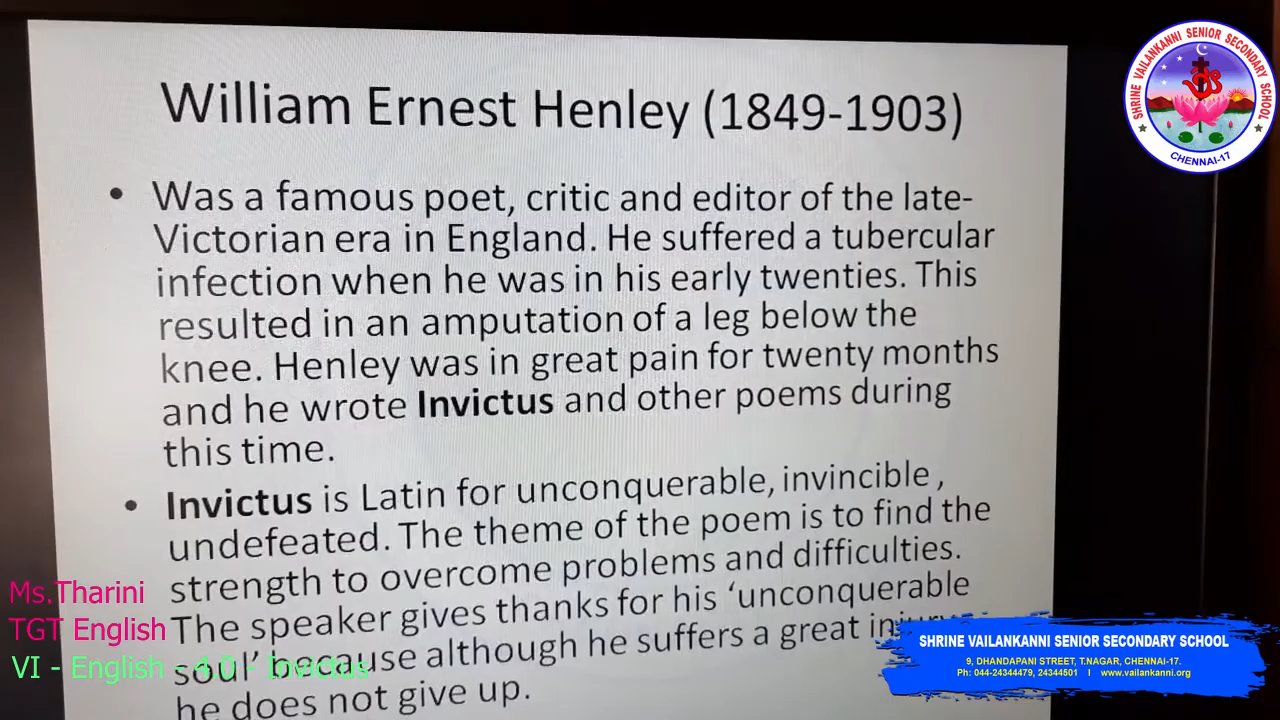 William Ernest Henley (1849-1903)
• Was a famous poet, critic and editor of the late-
Victorian era in England. He suffered a tubercular
infection when he was in his early twenties. This
resulted in an amputation of a leg below the
knee. Henley was in great pain for twenty months
and he wrote Invictus and other poems during
this time.
• Invictus is Latin for unconquerable, invincible ,
undefeated. The theme of the poem is to find the
strength to overcome problems and difficulties.
The speaker gives thanks for his ‘unconquerable
soul’ because although he suffers a great injury
he does not give up.
Ms.Tharini
TGT English
VI - English - 4.0 - Invictus
SHRINE VAILANKANNI SENIOR SECONDARY SCHOOL
CHENNAI-17
SHRINE VAILANKANNI SENIOR SECONDARY SCHOOL
9, DHANDAPANI STREET, T.NAGAR, CHENNAI-17.
Ph: 044-24344479, 24344501 I www.vailankanni.org